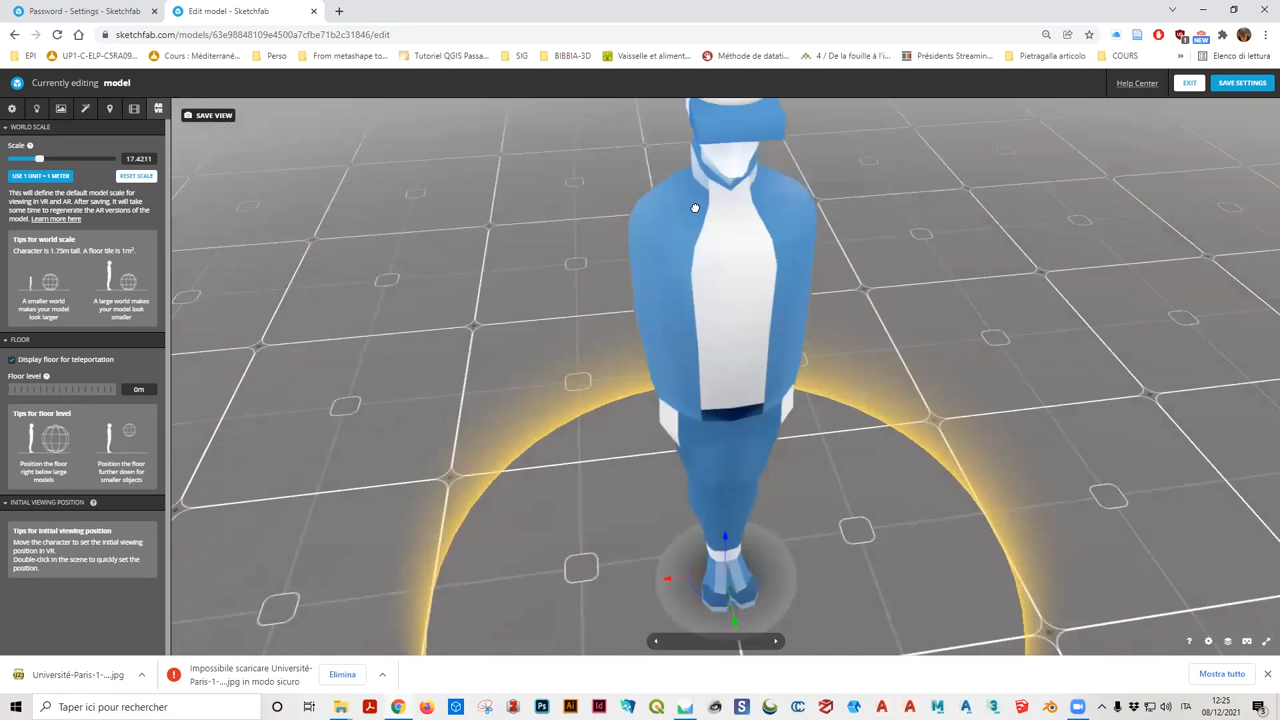 Password - Settings - Sketchfab
Edit model - Sketchfab
sketchfab.com/models/63e98848109e4500a7cfbe71b2c31846/edit
EPI
UP1-C-ELP-C5RA09...
Cours : Méditerrané...
Perso
From metashape to...
Tutoriel QGIS Passa...
SIG
BIBBIA-3D
Vaisselle et aliment...
Méthode de datati...
4 / De la fouille à l'i...
Présidents Streamin...
Pietragalla articolo
COURS
»
Elenco di lettura
Currently editing model
Help Center
EXIT
SAVE SETTINGS
AR
VR
SAVE VIEW
WORLD SCALE
Scale
17.4211
USE 1 UNIT = 1 METER
RESET SCALE
This will define the default model scale for
viewing in VR and AR. After saving, it will take
some time to regenerate the AR versions of the
model. Learn more here
Tips for world scale
Character is 1.75m tall. A floor tile is 1m².
A smaller world
makes your model
look larger
A large world makes
your model look
smaller
FLOOR
Display floor for teleportation
Floor level
0m
Tips for floor level
Position the floor
right below large
models
Position the floor
further down for
smaller objects
INITIAL VIEWING POSITION
Tips for initial viewing position
Move the character to set the initial viewing
position in VR.
Double-click in the scene to quickly set the
position.
Université-Paris-1-....jpg
Impossibile scaricare Université-
Paris-1-....jpg in modo sicuro
Elimina
Mostra tutto
Taper ici pour rechercher
ITA
12:25
08/12/2021